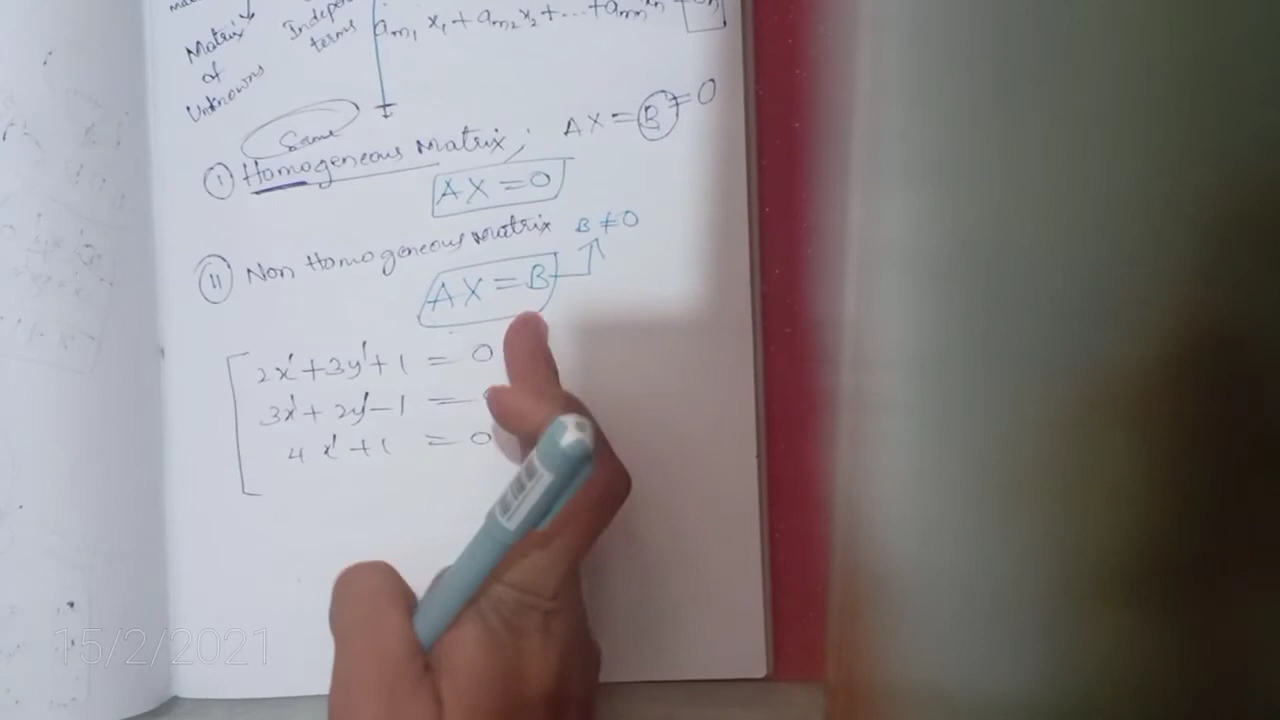 Matrix
of
Unknowns
Indepen
terms
am1 x1 + am2 x2 + ... + amn xn
Same
I Homogeneous Matrix; AX = B = 0
AX = 0
II Non Homogeneous Matrix B ≠ 0
AX = B
2x' + 3y' + 1 = 0
3x' + 2y' - 1 =
4x' + 1 = 0
15/2/2021